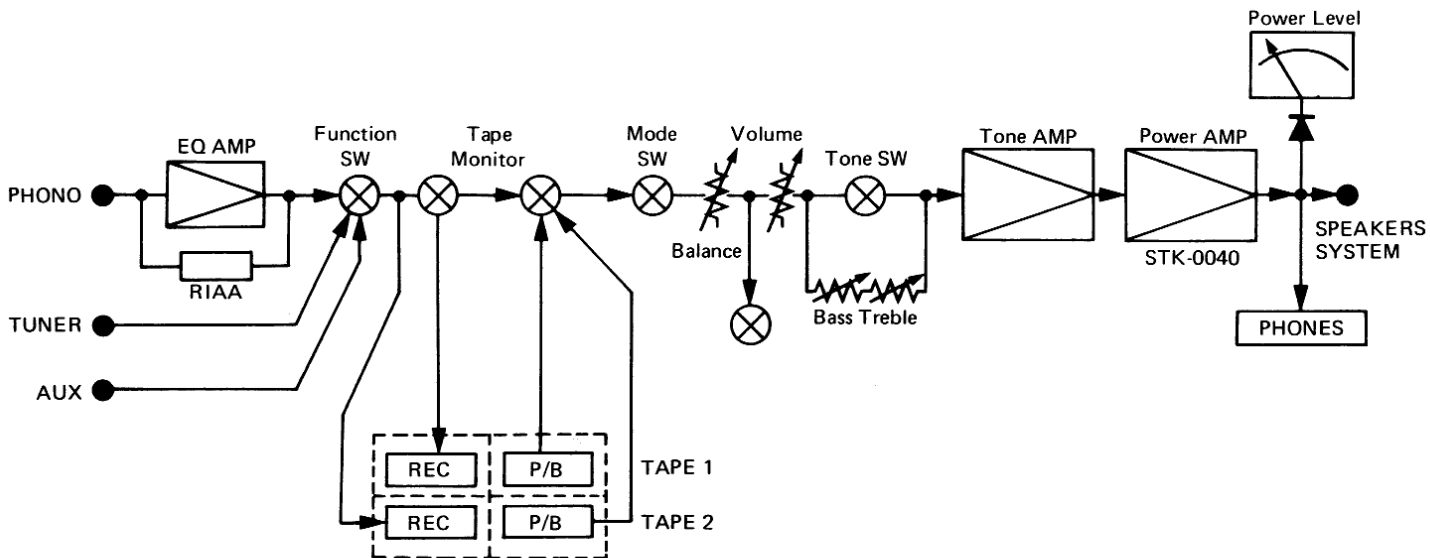 Power Level
Function
SW
Tape
Monitor
Mode
SW
Volume
Tone SW
EQ AMP
Tone AMP
Power AMP
PHONO
RIAA
Balance
Bass Treble
STK-0040
SPEAKERS
SYSTEM
TUNER
PHONES
AUX
REC
P/B
TAPE 1
REC
P/B
TAPE 2